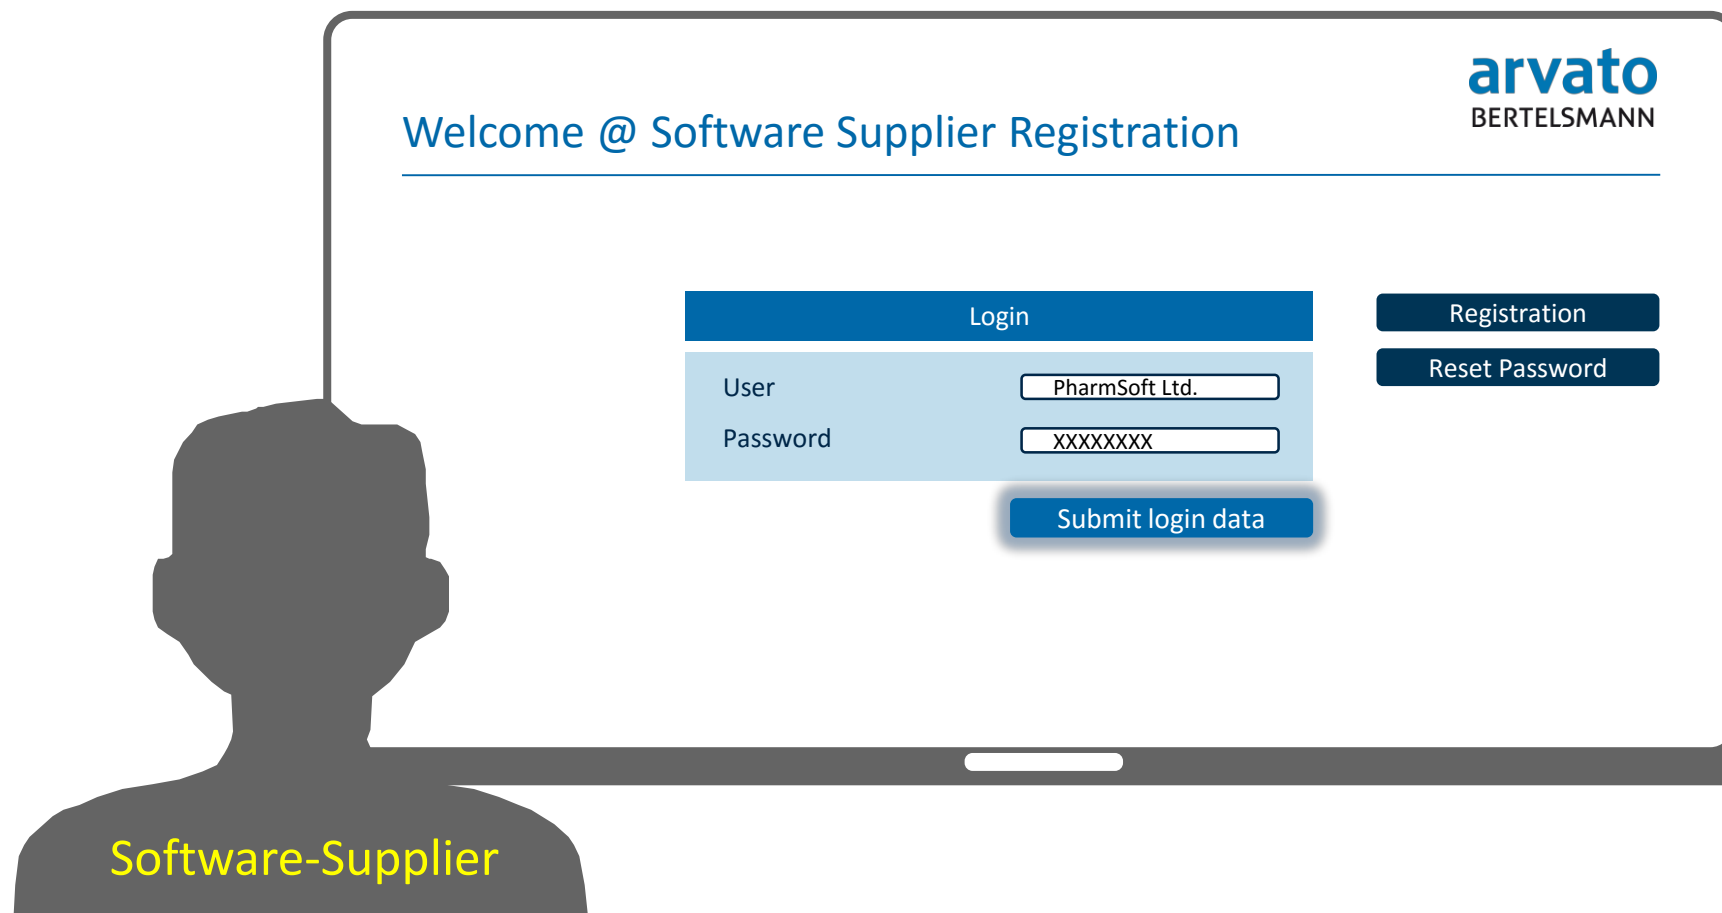 arvato
BERTELSMANN
Welcome @ Software Supplier Registration
Login
Registration
Reset Password
User
PharmSoft Ltd.
Password
XXXXXXXX
Submit login data
Software-Supplier